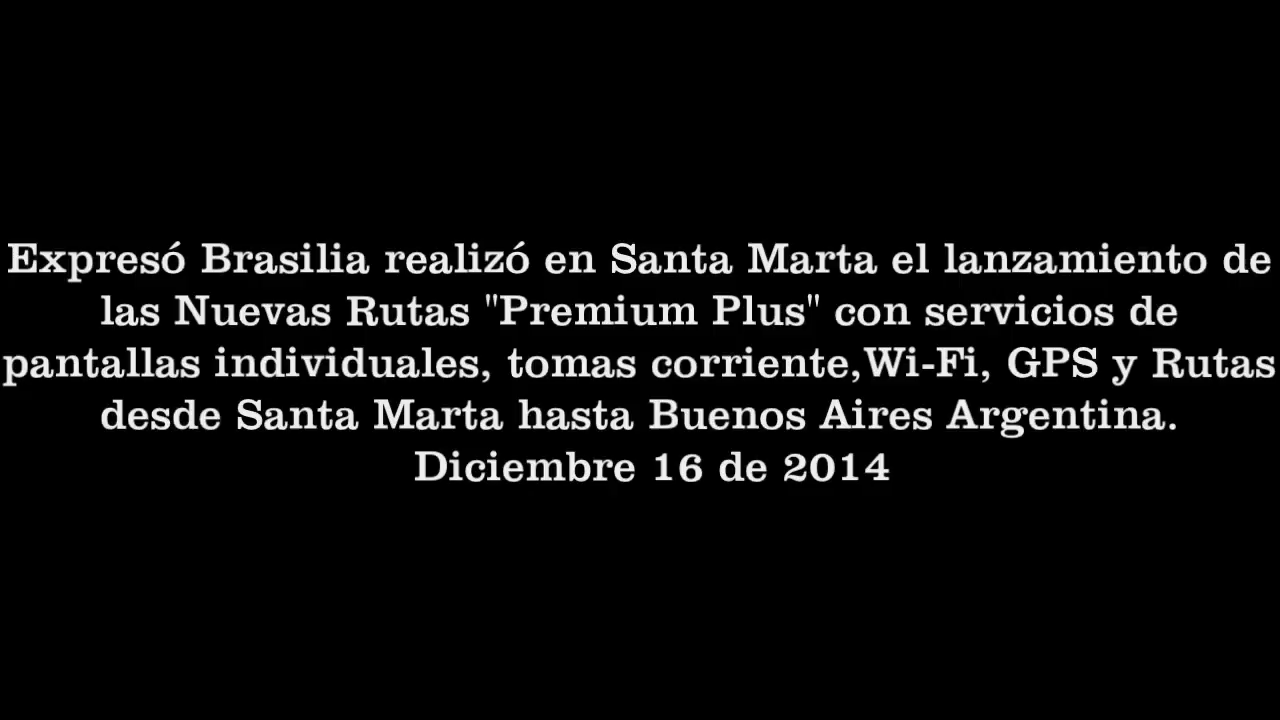 Expresó Brasilia realizó en Santa Marta el lanzamiento de
las Nuevas Rutas "Premium Plus" con servicios de
pantallas individuales, tomas corriente,Wi-Fi, GPS y Rutas
desde Santa Marta hasta Buenos Aires Argentina.
Diciembre 16 de 2014